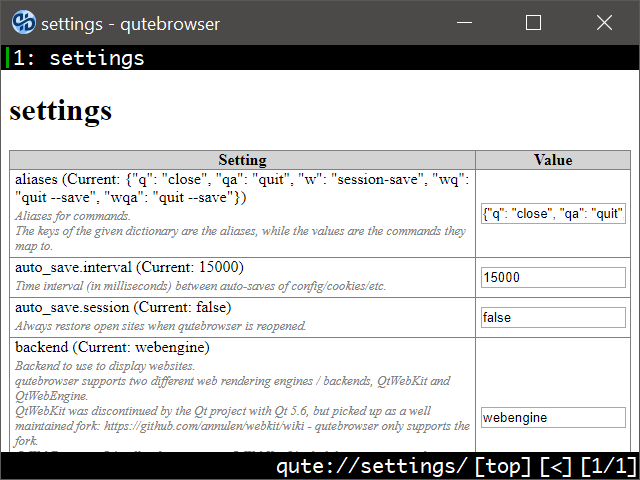 settings - qutebrowser
1: settings
settings
Setting Value
aliases (Current: {"q": "close", "qa": "quit", "w": "session-save", "wq":
"quit --save", "wqa": "quit --save"})
Aliases for commands.
The keys of the given dictionary are the aliases, while the values are the commands they
map to.
{"q": "close", "qa": "quit"
auto_save.interval (Current: 15000)
Time interval (in milliseconds) between auto-saves of config/cookies/etc.
15000
auto_save.session (Current: false)
Always restore open sites when qutebrowser is reopened.
false
backend (Current: webengine)
Backend to use to display websites.
qutebrowser supports two different web rendering engines / backends, QtWebKit and
QtWebEngine.
QtWebKit was discontinued by the Qt project with Qt 5.6, but picked up as a well
maintained fork: https://github.com/annulen/webkit/wiki - qutebrowser only supports the
fork.
webengine
qute://settings/ [top] [<] [1/1]